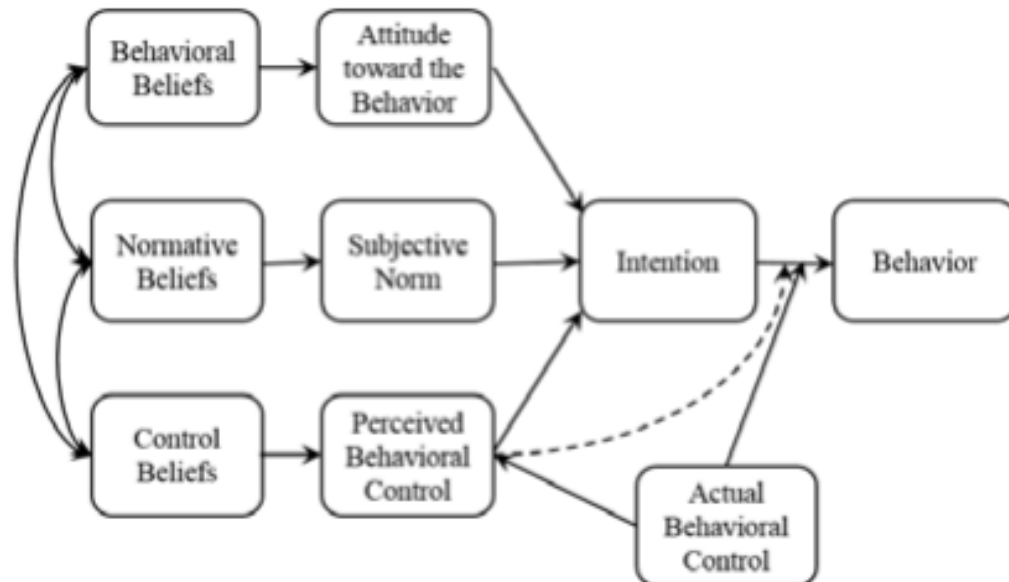 Behavioral
Beliefs
Attitude
toward the
Behavior
Normative
Beliefs
Subjective
Norm
Intention
Behavior
Control
Beliefs
Perceived
Behavioral
Control
Actual
Behavioral
Control